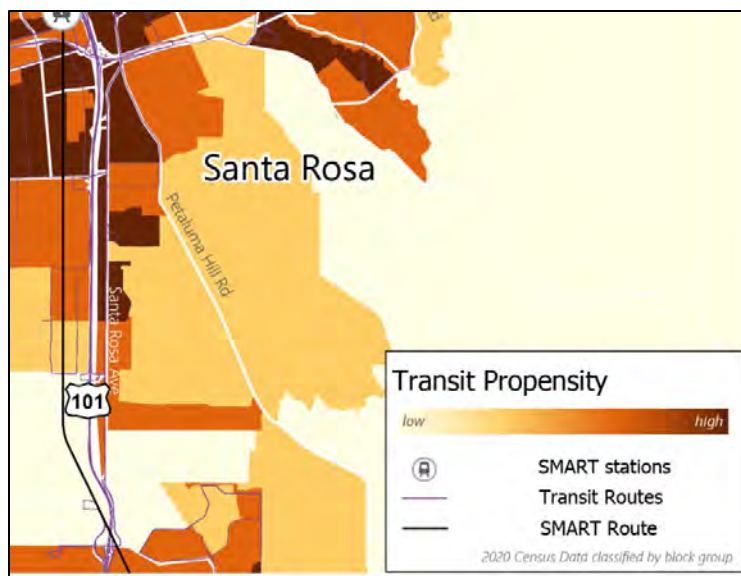 Santa Rosa
Petaluma Hill Rd
Santa Rosa Ave
101
Transit Propensity
low high
SMART stations
Transit Routes
SMART Route
2020 Census Data classified by block group